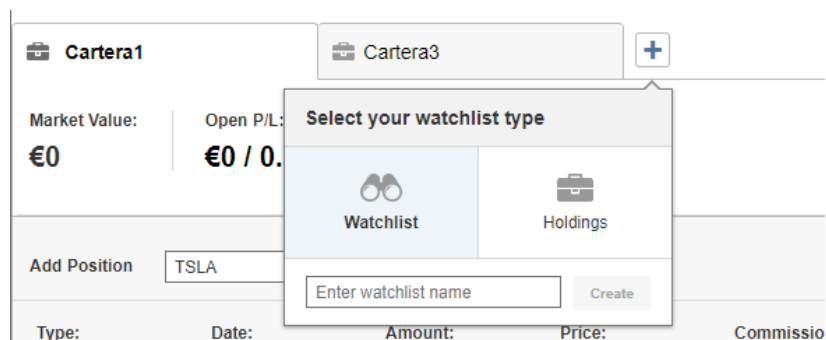 Cartera1
Cartera3
+
Market Value:
Open P/L:
€0
€0 / 0.
Select your watchlist type
Watchlist
Holdings
Add Position
TSLA
Enter watchlist name
Create
Type:
Date:
Amount:
Price:
Commissio